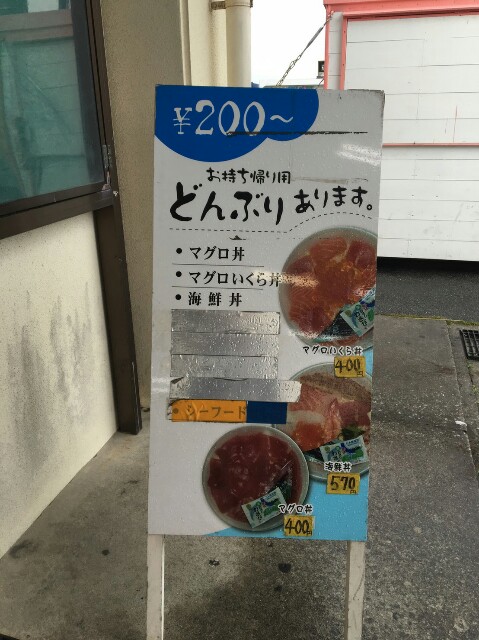 ¥200~
お持ち帰り用
どんぶりあります。
・マグロ丼
・マグロいくら丼
・海鮮丼
マグロいくら丼
400円
・シーフード
海鮮丼
570円
マグロ丼
400円